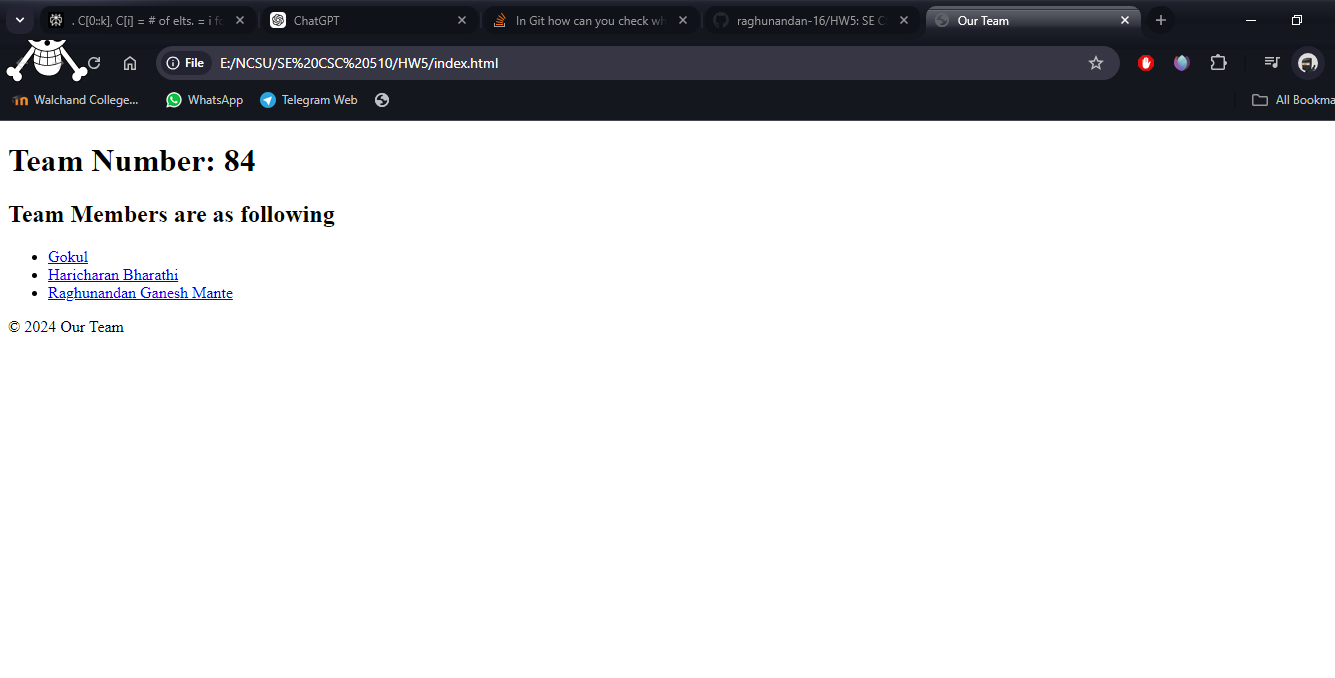 . C[0::k], C[i] = # of elts. = i fo
ChatGPT
In Git how can you check wh
raghunandan-16/HW5: SE C
Our Team
File
E:/NCSU/SE%20CSC%20510/HW5/index.html
Walchand College...
WhatsApp
Telegram Web
All Bookma
Team Number: 84
Team Members are as following
• Gokul
• Haricharan Bharathi
• Raghunandan Ganesh Mante
© 2024 Our Team